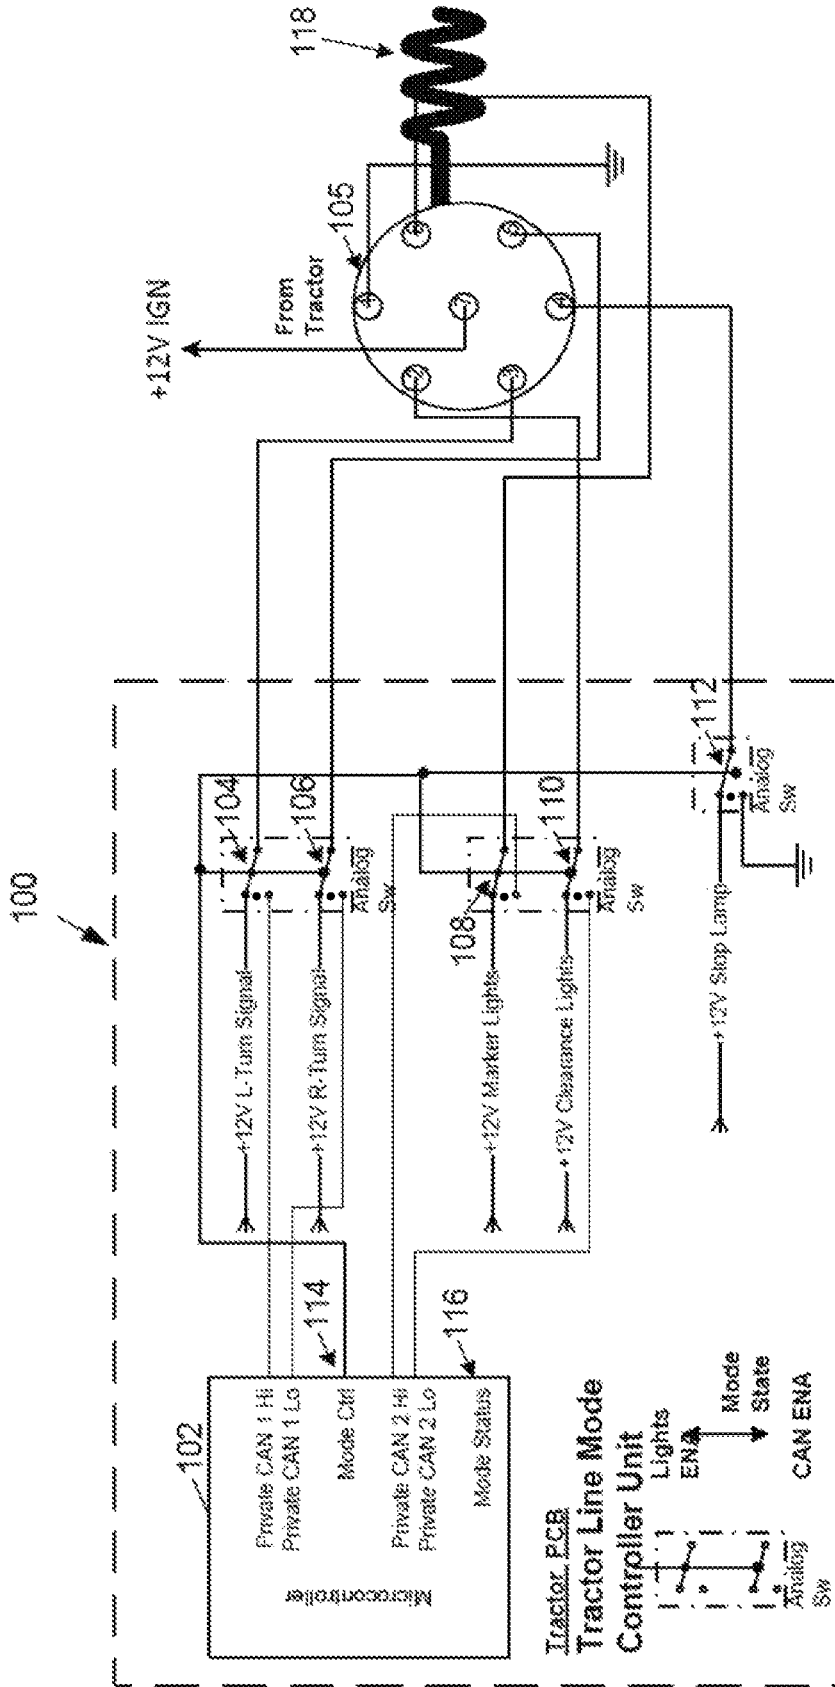 100
102
Microcontroller
Private CAN 1 Hi
Private CAN 1 Lo
Mode Ctrl
Private CAN 2 Hi
Private CAN 2 Lo
Mode Status
114
116
+12V L-Turn Signal
+12V R-Turn Signal
+12V Marker Lights
+12V Clearance Lights
+12V Stop Lamp
104
106
Analog
Sw
108
110
Analog
Sw
112
Analog
Sw
+12V IGN
From
Tractor
105
118
2
7
4
Tractor PCB
Tractor Line Mode
Controller Unit
Analog
Sw
Lights
ENA
Mode
State
CAN ENA